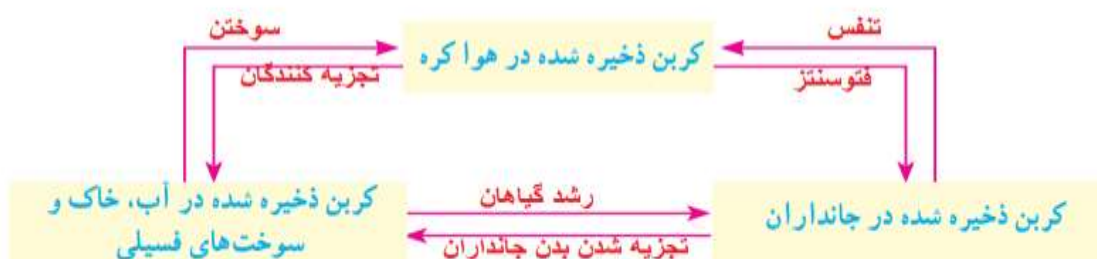 سوختن
تنفس
کربن ذخیره شده در هوا کره
تجزیه کنندگان
فتوسنتز
کربن ذخیره شده در جانداران
رشد گیاهان
کربن ذخیره شده در آب، خاک و
سوخت‌های فسیلی
تجزیه شدن بدن جانداران